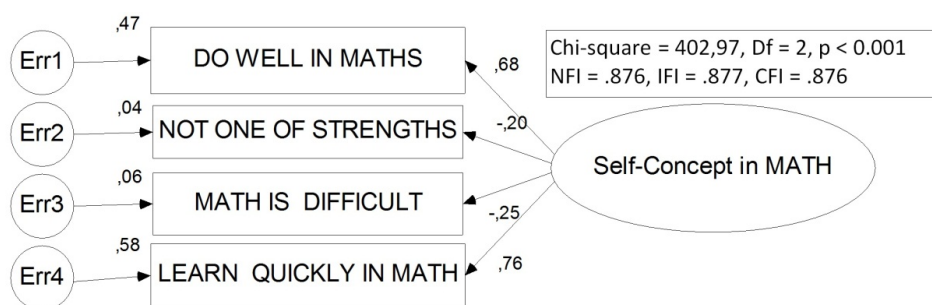 ,47
Err1
DO WELL IN MATHS
,68
Chi-square = 402,97, Df = 2, p < 0.001
NFI = .876, IFI = .877, CFI = .876
,04
Err2
NOT ONE OF STRENGTHS
-,20
Self-Concept in MATH
,06
Err3
MATH IS DIFFICULT
-,25
,58
Err4
LEARN QUICKLY IN MATH
,76